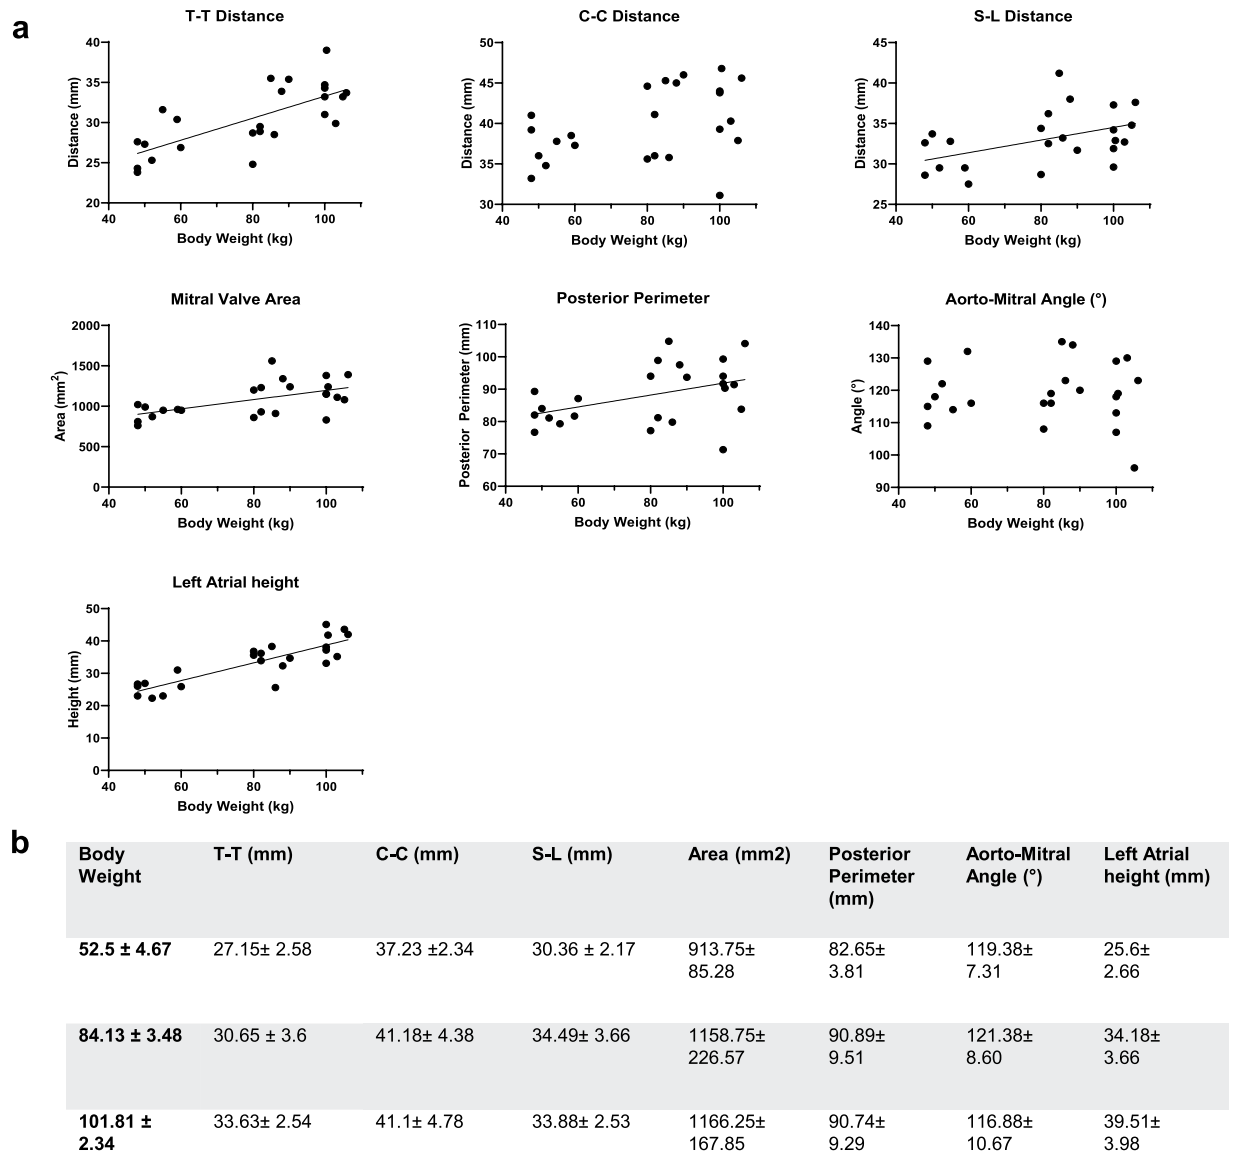 a
T-T Distance
Distance (mm)
40
35
30
25
20
40 60 80 100
Body Weight (kg)
C-C Distance
Distance (mm)
50
45
40
35
30
40 60 80 100
Body Weight (kg)
S-L Distance
Distance (mm)
45
40
35
30
25
40 60 80 100
Body Weight (kg)
Mitral Valve Area
Area (mm²)
2000
1500
1000
500
0
40 60 80 100
Body Weight (kg)
Posterior Perimeter
Posterior Perimeter (mm)
110
100
90
80
70
60
40 60 80 100
Body Weight (kg)
Aorto-Mitral Angle (°)
Angle (°)
140
130
120
110
100
90
40 60 80 100
Body Weight (kg)
Left Atrial height
Height (mm)
50
40
30
20
10
0
40 60 80 100
Body Weight (kg)
b
Body T-T (mm) C-C (mm) S-L (mm) Area (mm2) Posterior Aorto-Mitral Left Atrial
Weight Perimeter Angle (°) height (mm)
(mm)
52.5 ± 4.67 27.15± 2.58 37.23 ±2.34 30.36 ± 2.17 913.75± 82.65± 119.38± 25.6±
85.28 3.81 7.31 2.66
84.13 ± 3.48 30.65 ± 3.6 41.18± 4.38 34.49± 3.66 1158.75± 90.89± 121.38± 34.18±
226.57 9.51 8.60 3.66
101.81 ± 33.63± 2.54 41.1± 4.78 33.88± 2.53 1166.25± 90.74± 116.88± 39.51±
2.34 167.85 9.29 10.67 3.98